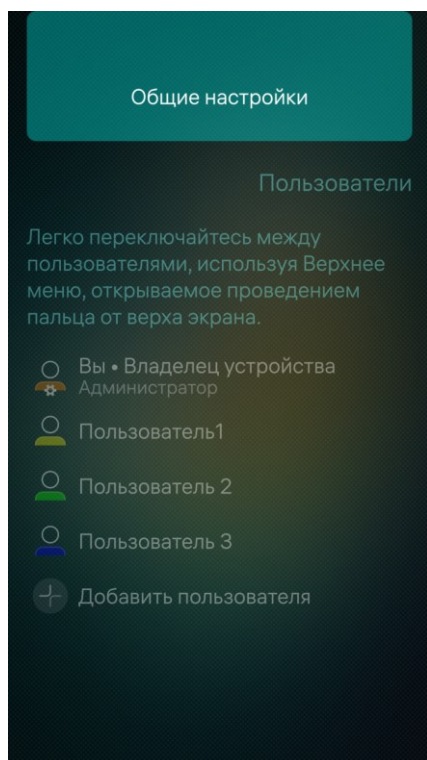 Общие настройки
Пользователи
Легко переключайтесь между
пользователями, используя Верхнее
меню, открываемое проведением
пальца от верха экрана.
Вы • Владелец устройства
Администратор
Пользователь1
Пользователь 2
Пользователь 3
Добавить пользователя